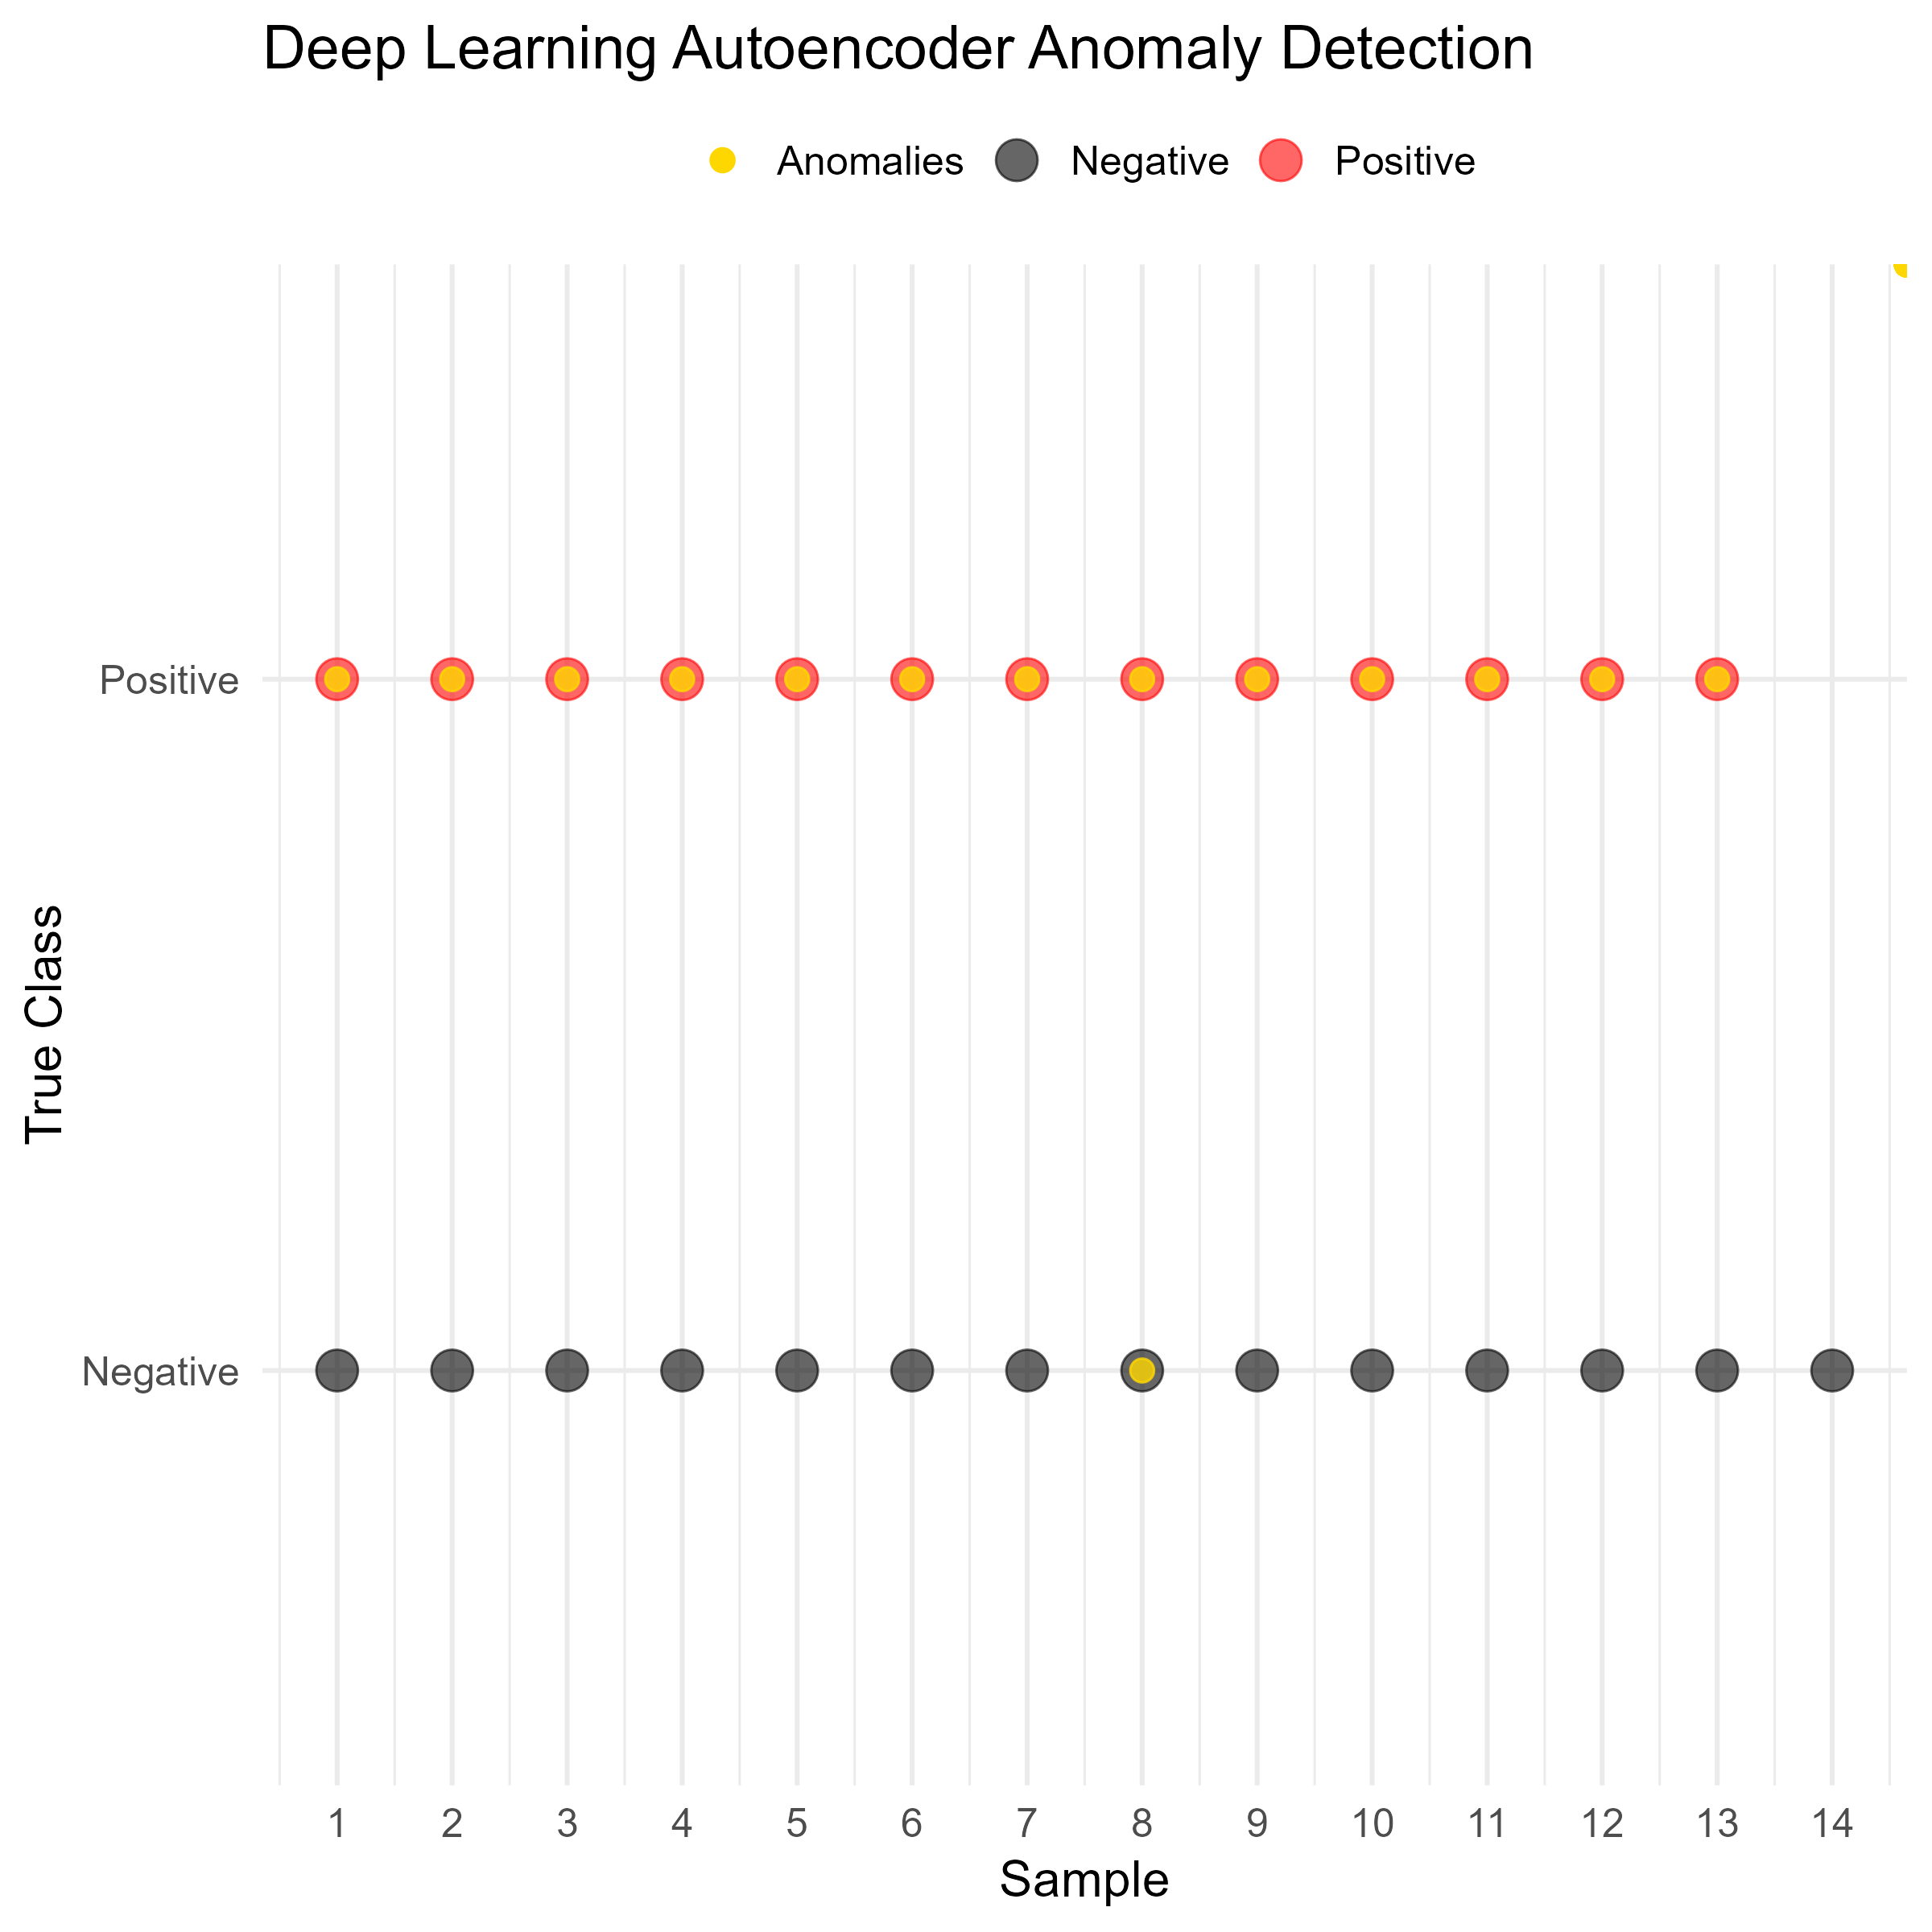 Deep Learning Autoencoder Anomaly Detection
Anomalies Negative Positive
Positive
True Class
Negative
1 2 3 4 5 6 7 8 9 10 11 12 13 14
Sample